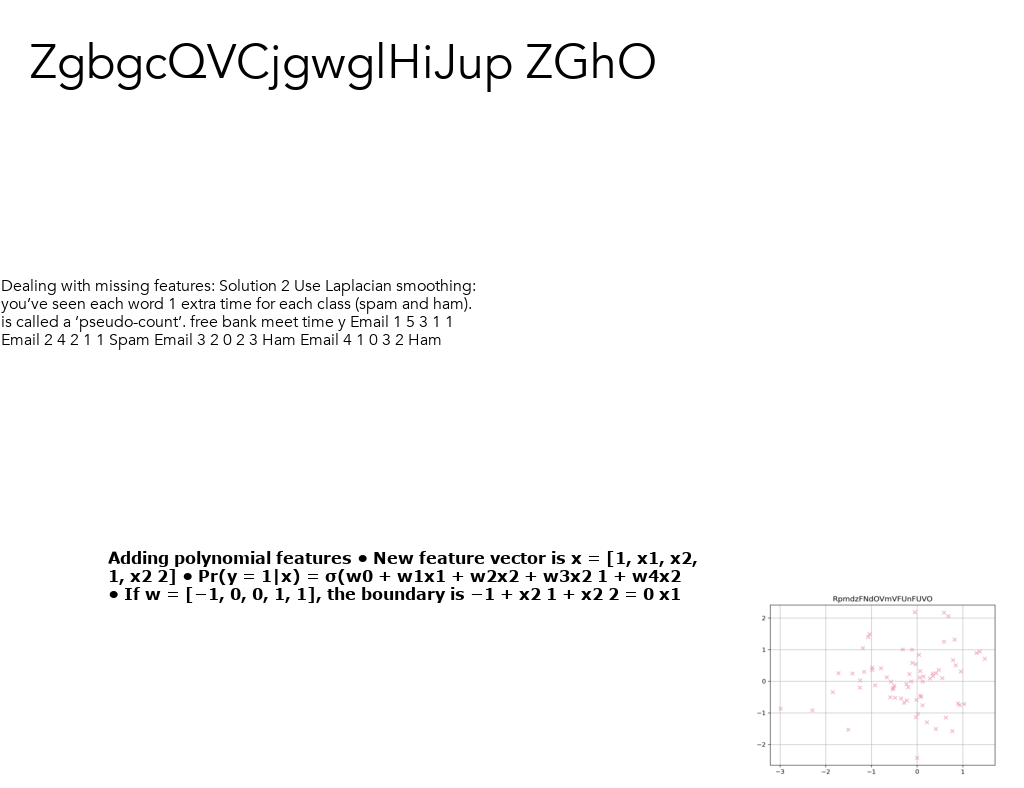 ZgbgcQVCjgwglHiJup ZGhO
Dealing with missing features: Solution 2 Use Laplacian smoothing:
you’ve seen each word 1 extra time for each class (spam and ham).
is called a ‘pseudo-count’. free bank meet time y Email 1 5 3 1 1
Email 2 4 2 1 1 Spam Email 3 2 0 2 3 Ham Email 4 1 0 3 2 Ham
Adding polynomial features • New feature vector is x = [1, x1, x2,
1, x2 2] • Pr(y = 1|x) = σ(w0 + w1x1 + w2x2 + w3x2 1 + w4x2
• If w = [−1, 0, 0, 1, 1], the boundary is −1 + x2 1 + x2 2 = 0 x1
RpmdzFNdOVmVFUnFUVO
2
1
0
−1
−2
−3 −2 −1 0 1